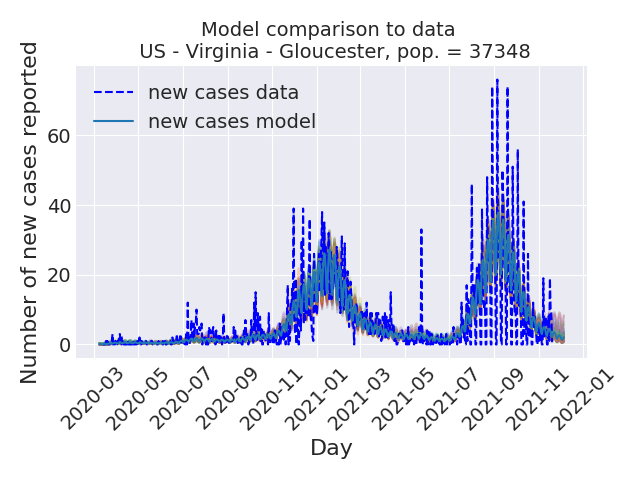 Model comparison to data
US - Virginia - Gloucester, pop. = 37348
Number of new cases reported
new cases data
new cases model
60
40
20
0
2020-03
2020-05
2020-07
2020-09
2020-11
2021-01
2021-03
2021-05
2021-07
2021-09
2021-11
2022-01
Day